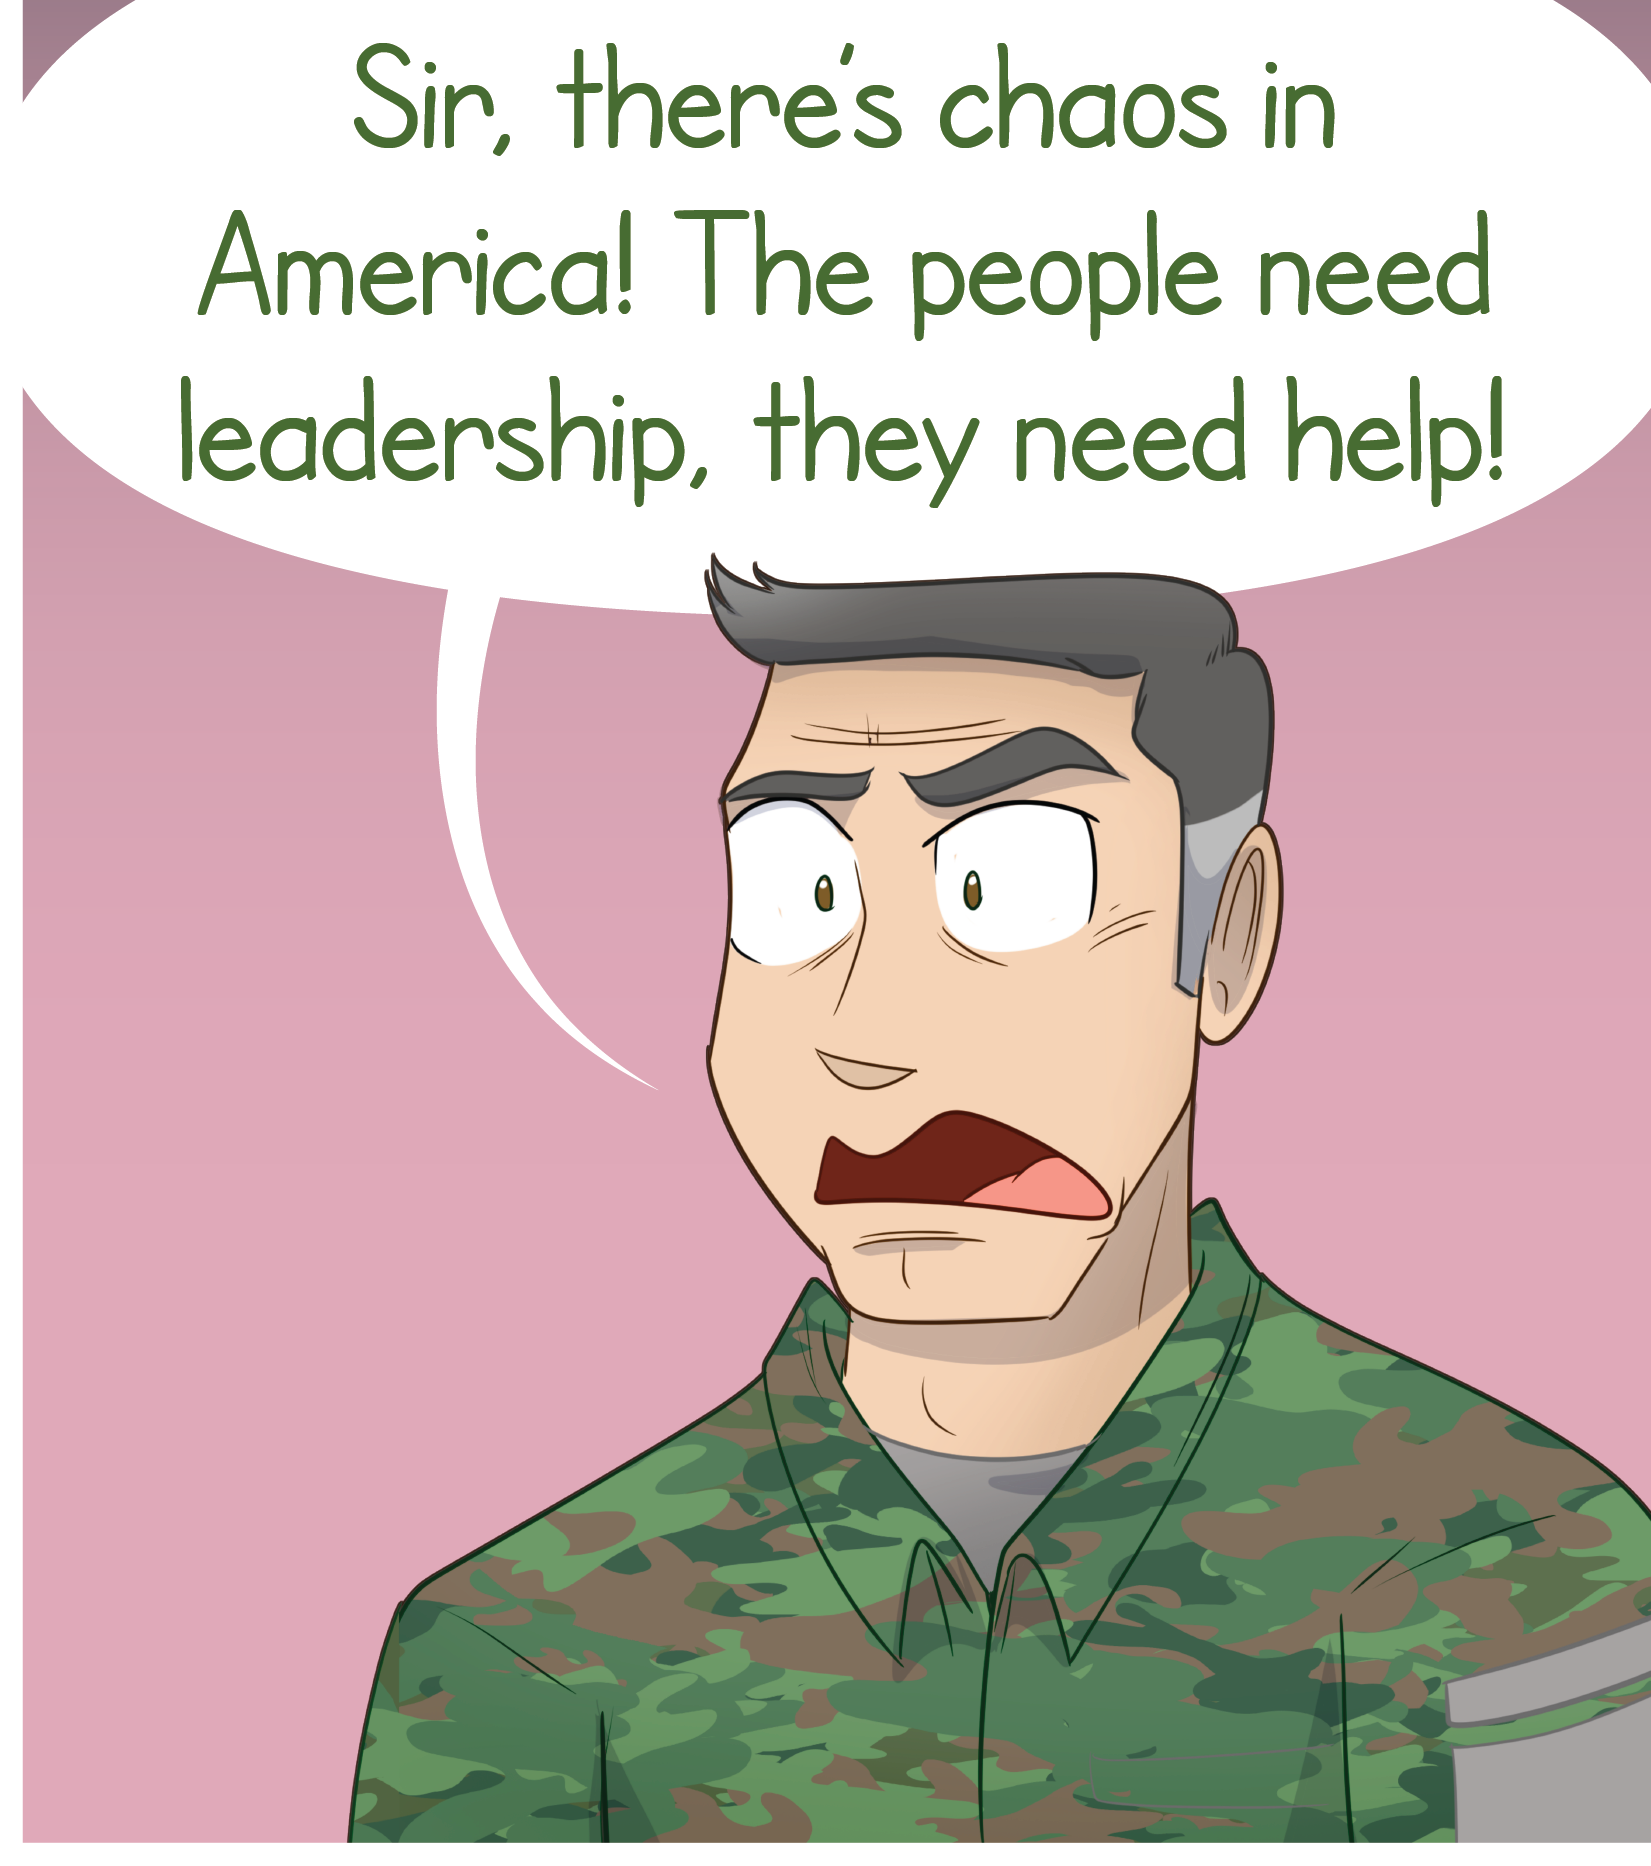 Sir, there's chaos in
America! The people need
leadership, they need help!